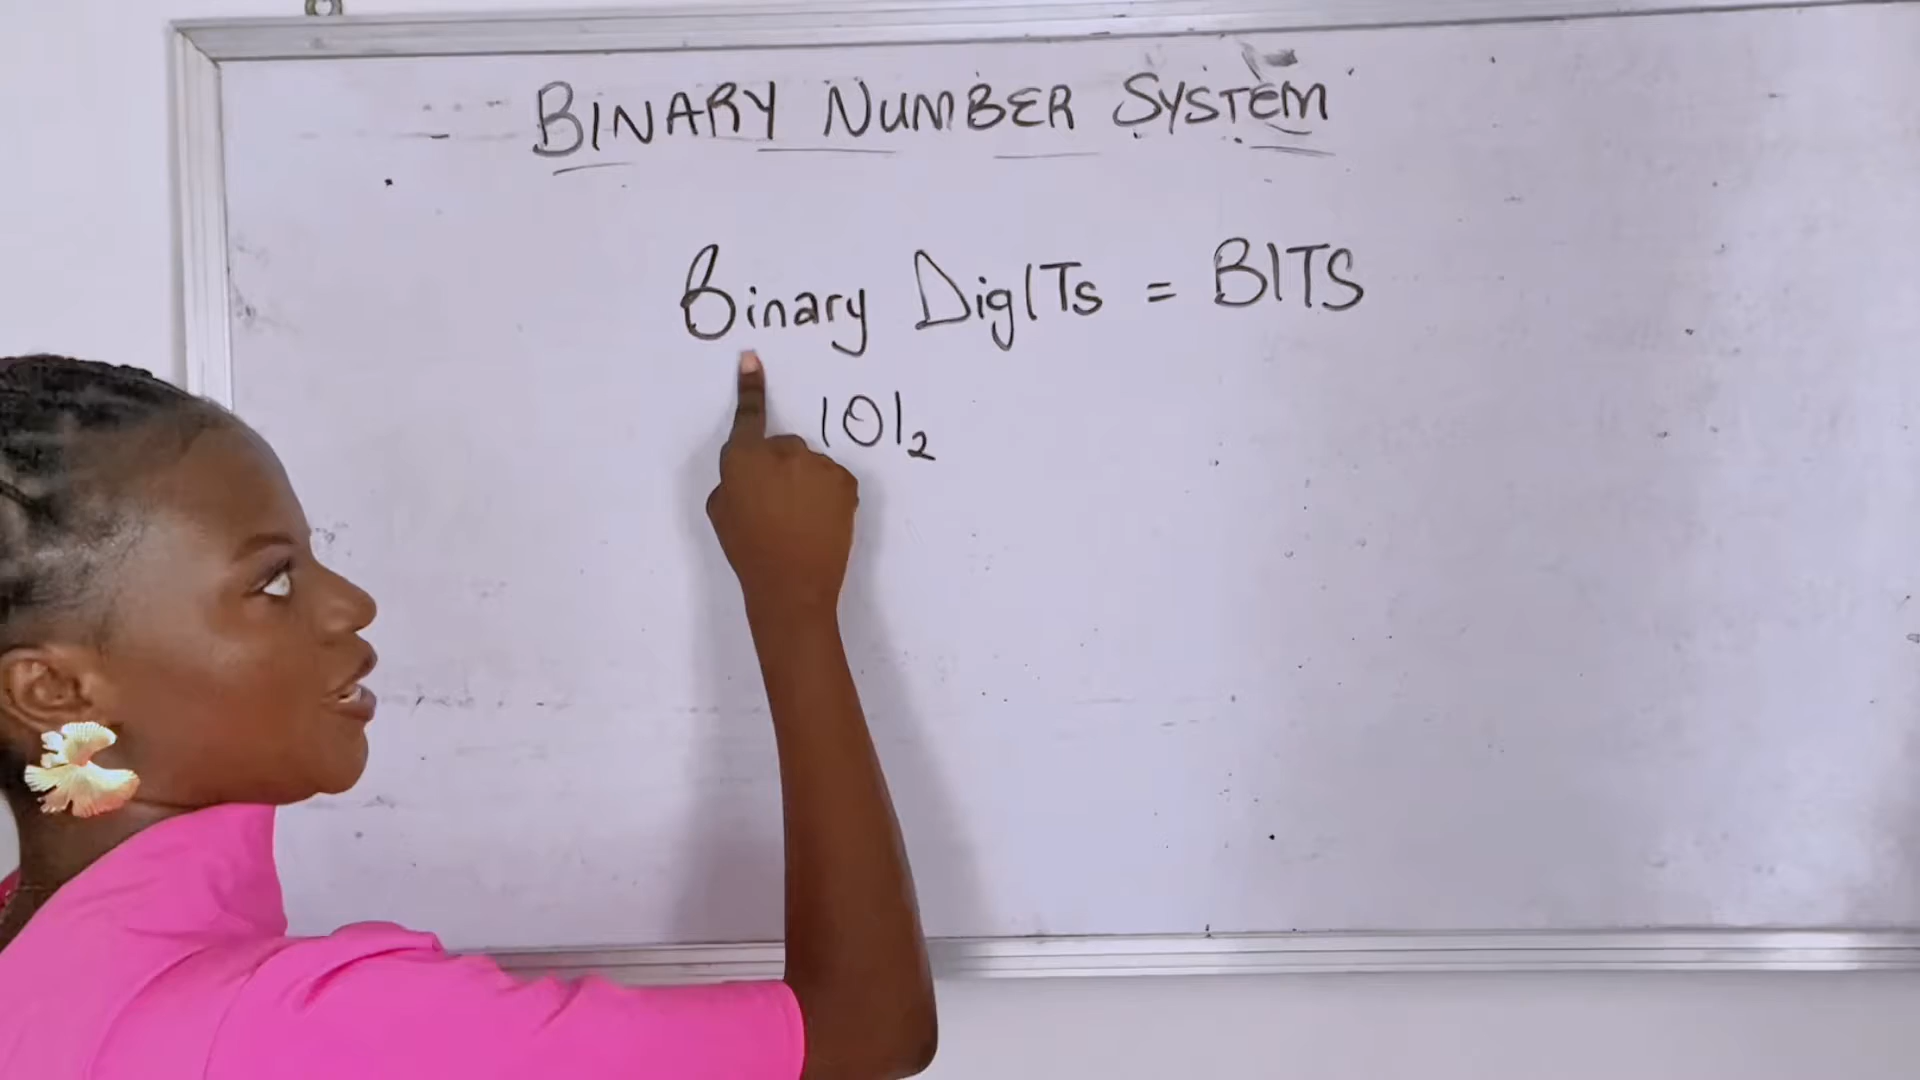 BINARY NUMBER SYSTEM
Binary DigITs = BITS
101₂